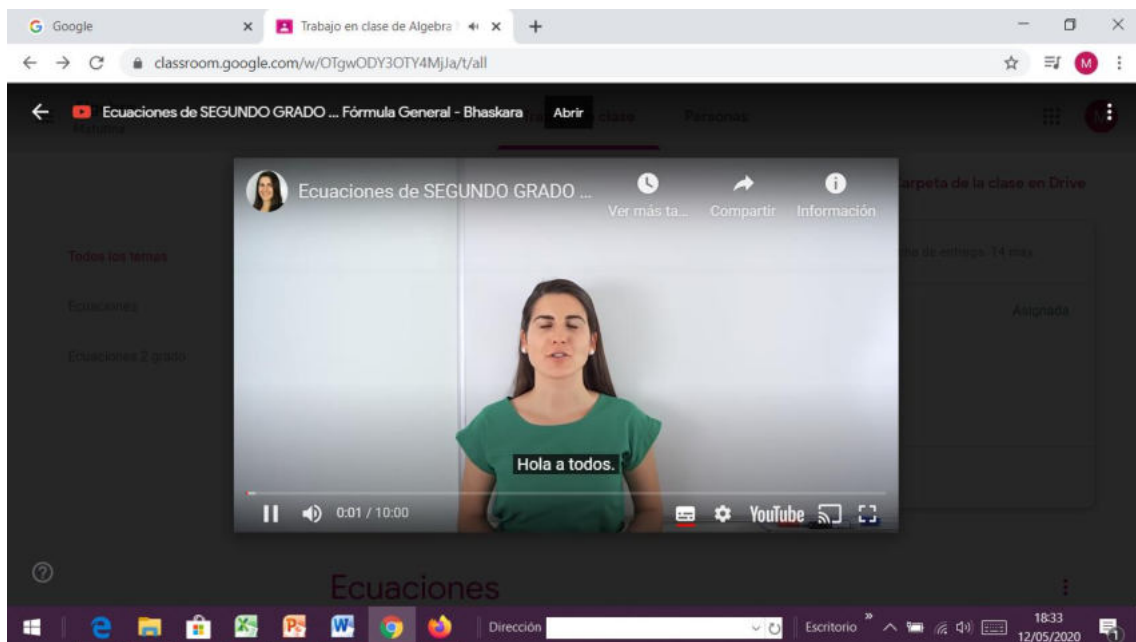 Google
Trabajo en clase de Algebra
classroom.google.com/w/OTgwODY3OTY4MjJa/t/all
M
Ecuaciones de SEGUNDO GRADO ... Fórmula General - Bhaskara
Abrir
clase
Personas
Ecuaciones de SEGUNDO GRADO ...
Ver más ta...
Compartir
Información
arpeta de la clase en Drive
Todos los temas
Ecuaciones
Ecuaciones 2 grado
Asignada
Hola a todos.
0:01 / 10:00
YouTube
Ecuaciones
Dirección
Escritorio
18:33
12/05/2020